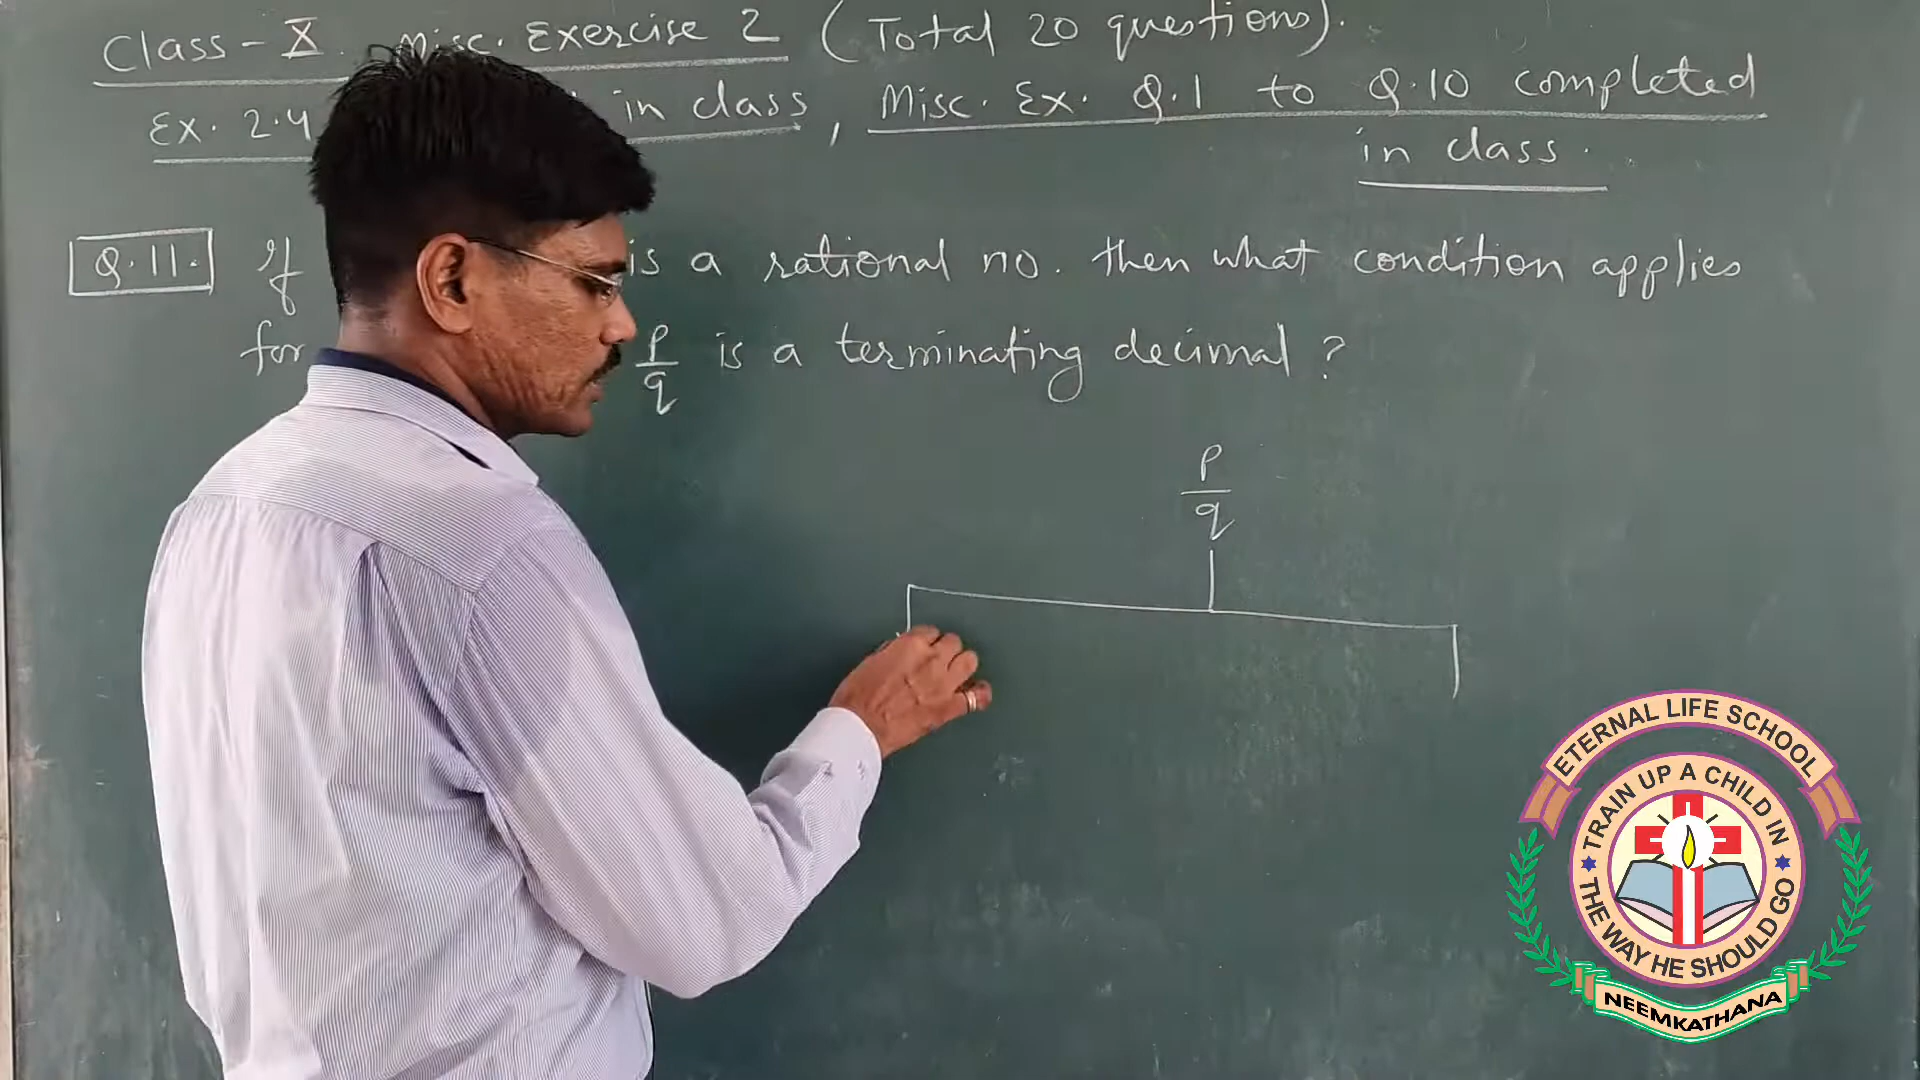 Class - X. Misc. Exercise 2 (Total 20 questions).
Ex. 2.4 in class, Misc. Ex. Q.1 to Q.10 completed
in class.
Q.11. If is a rational no. then what condition applies
for p/q is a terminating decimal?
p/q
ETERNAL LIFE SCHOOL
TRAIN UP A CHILD IN
THE WAY HE SHOULD GO
NEEMKATHANA